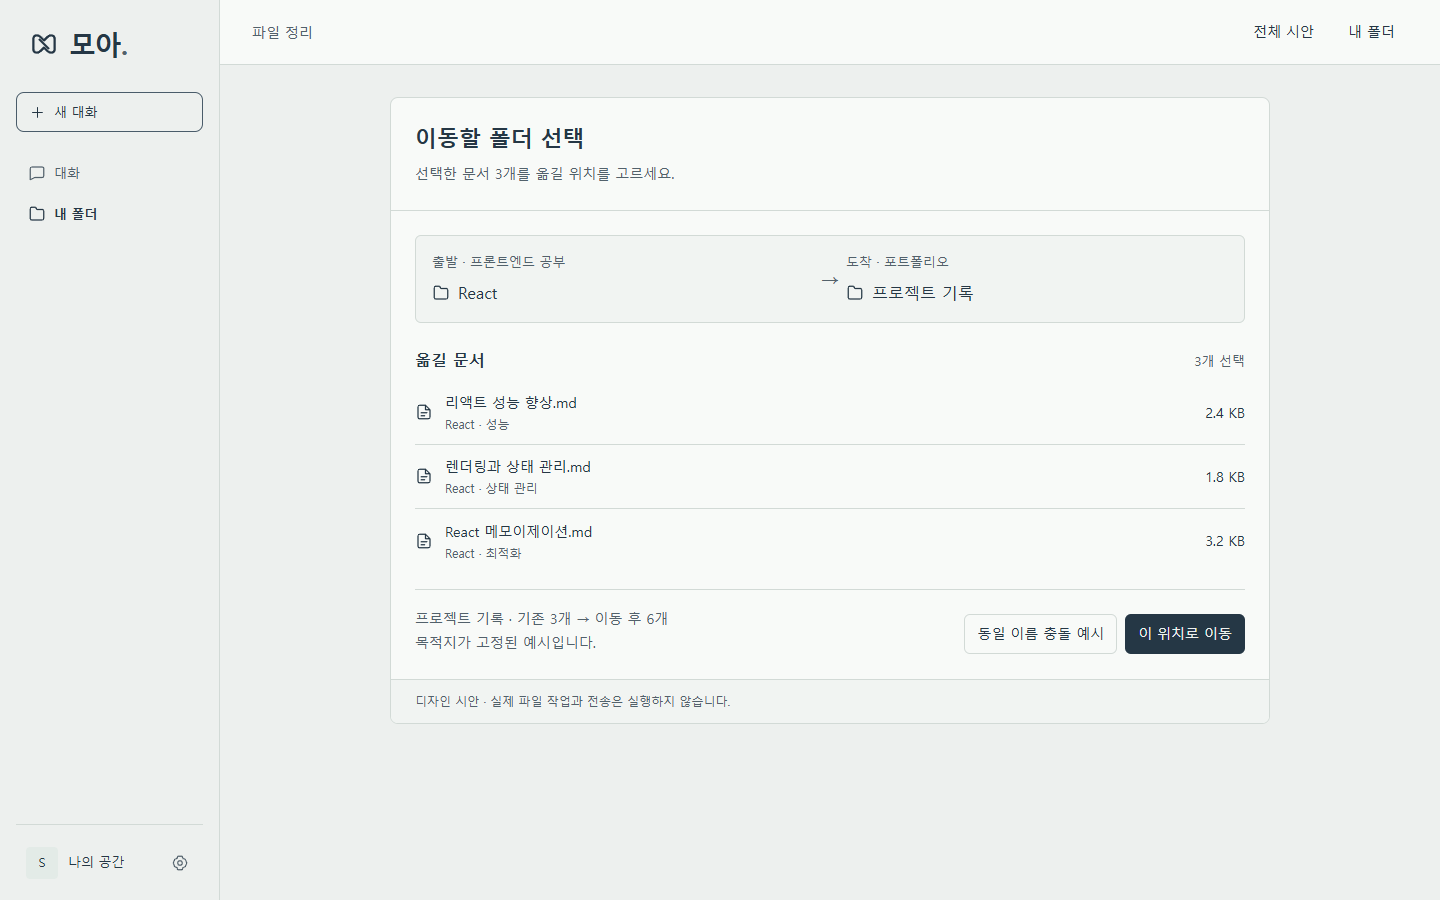 모아.
새 대화
대화
내 폴더
S 나의 공간
파일 정리
전체 시안 내 폴더
이동할 폴더 선택
선택한 문서 3개를 옮길 위치를 고르세요.
출발 · 프론트엔드 공부
React
→
도착 · 포트폴리오
프로젝트 기록
옮길 문서 3개 선택
리액트 성능 향상.md
React · 성능
2.4 KB
렌더링과 상태 관리.md
React · 상태 관리
1.8 KB
React 메모이제이션.md
React · 최적화
3.2 KB
프로젝트 기록 · 기존 3개 → 이동 후 6개
목적지가 고정된 예시입니다.
동일 이름 충돌 예시
이 위치로 이동
디자인 시안 · 실제 파일 작업과 전송은 실행하지 않습니다.